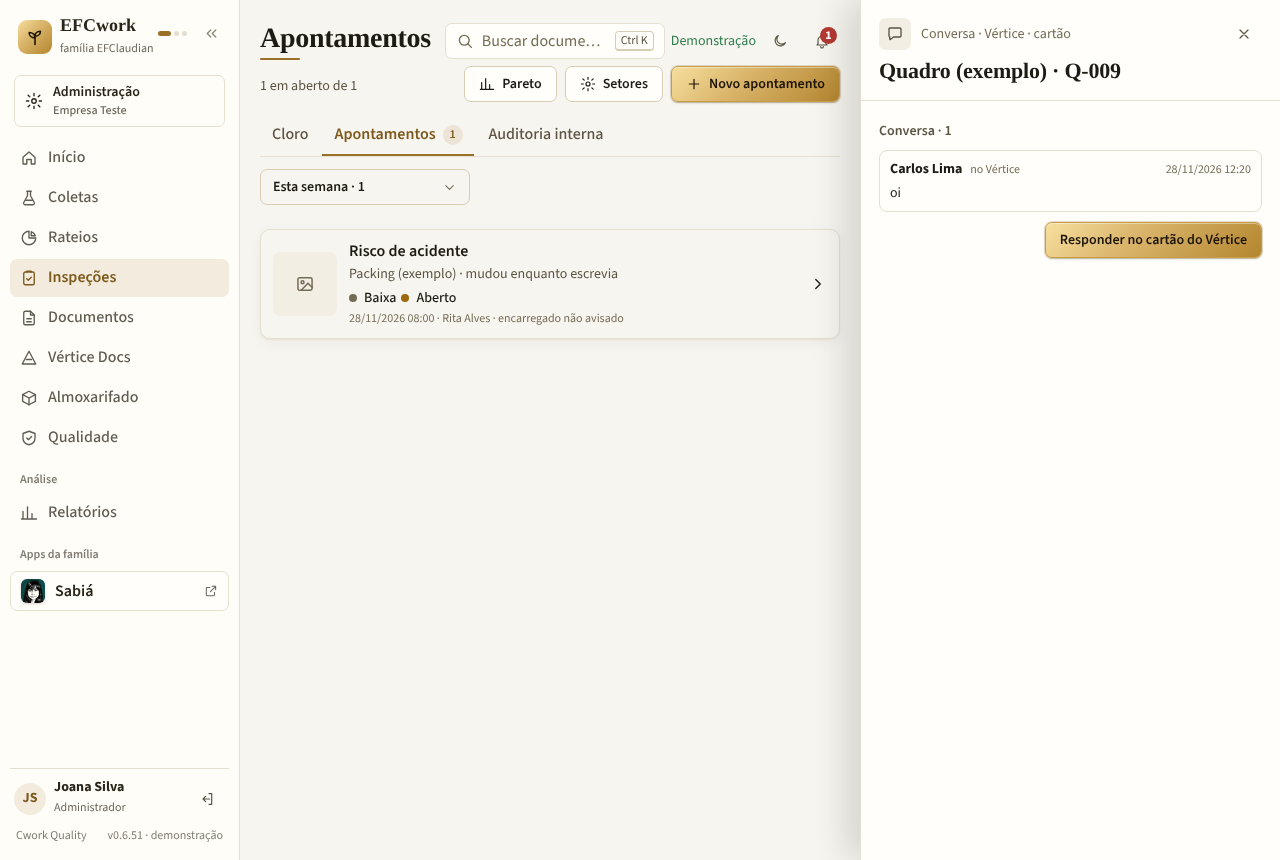 EFCwork
família EFClaudian
Administração
Empresa Teste
Início
Coletas
Rateios
Inspeções
Documentos
Vértice Docs
Almoxarifado
Qualidade
Análise
Relatórios
Apps da família
Sabiá
JS
Joana Silva
Administrador
Cwork Quality v0.6.51 · demonstração
Apontamentos
Buscar docume… Ctrl K
Demonstração
1
1 em aberto de 1
Pareto
Setores
Novo apontamento
Cloro
Apontamentos 1
Auditoria interna
Esta semana · 1
Risco de acidente
Packing (exemplo) · mudou enquanto escrevia
Baixa Aberto
28/11/2026 08:00 · Rita Alves · encarregado não avisado
Conversa · Vértice · cartão
Quadro (exemplo) · Q-009
Conversa · 1
Carlos Lima no Vértice 28/11/2026 12:20
oi
Responder no cartão do Vértice